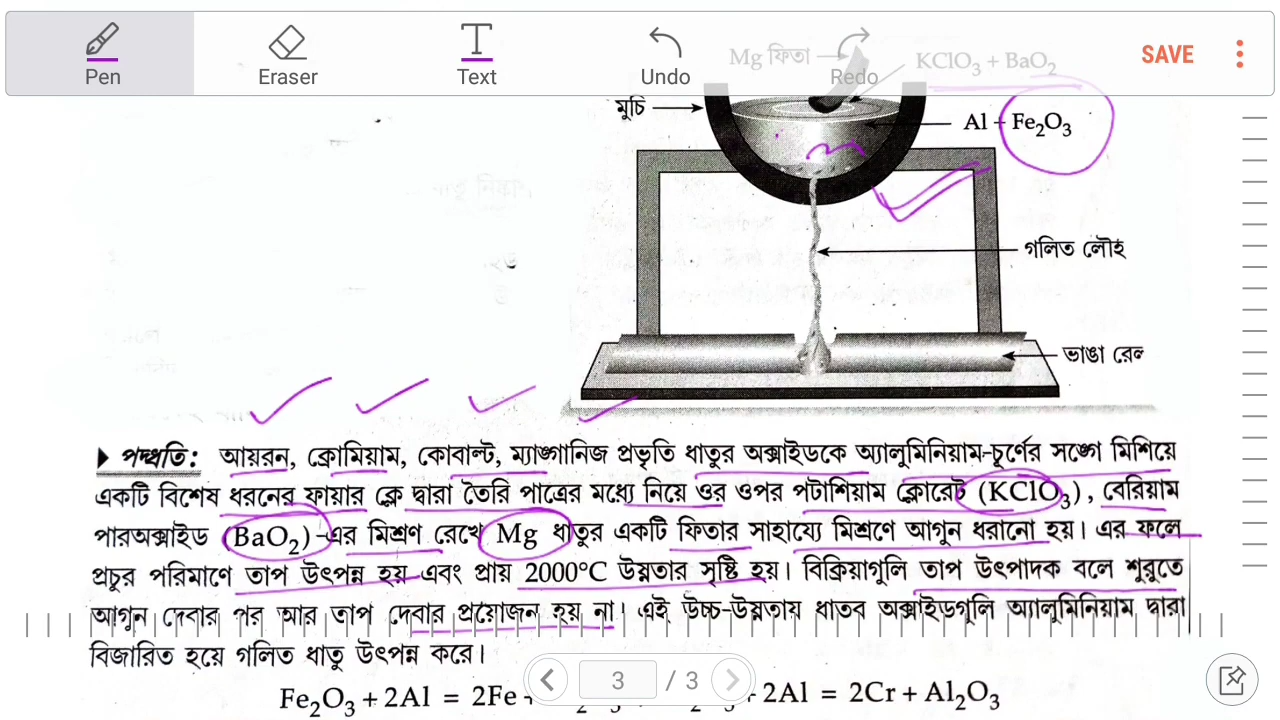 Pen
Eraser
Text
Undo
Redo
SAVE
Mg ফিতা
KClO₃ + BaO₂
মুচি
Al + Fe₂O₃
গলিত লৌহ
ভাঙা রেল
▶ পদ্ধতি: আয়রন, ক্রোমিয়াম, কোবাল্ট, ম্যাঙ্গানিজ প্রভৃতি ধাতুর অক্সাইডকে অ্যালুমিনিয়াম-চূর্ণের সঙ্গে মিশিয়ে
একটি বিশেষ ধরনের ফায়ার ক্লে দ্বারা তৈরি পাত্রের মধ্যে নিয়ে ওর ওপর পটাশিয়াম ক্লোরেট (KClO₃), বেরিয়াম
পারঅক্সাইড (BaO₂)-এর মিশ্রণ রেখে Mg ধাতুর একটি ফিতার সাহায্যে মিশ্রণে আগুন ধরানো হয়। এর ফলে
প্রচুর পরিমাণে তাপ উৎপন্ন হয় এবং প্রায় 2000°C উষ্ণতার সৃষ্টি হয়। বিক্রিয়াগুলি তাপ উৎপাদক বলে শুরুতে
আগুন দেবার পর আর তাপ দেবার প্রয়োজন হয় না। এই উচ্চ-উষ্ণতায় ধাতব অক্সাইডগুলি অ্যালুমিনিয়াম দ্বারা
বিজারিত হয়ে গলিত ধাতু উৎপন্ন করে।
3 / 3
Fe₂O₃ + 2Al = 2Fe + 2Al = 2Cr + Al₂O₃